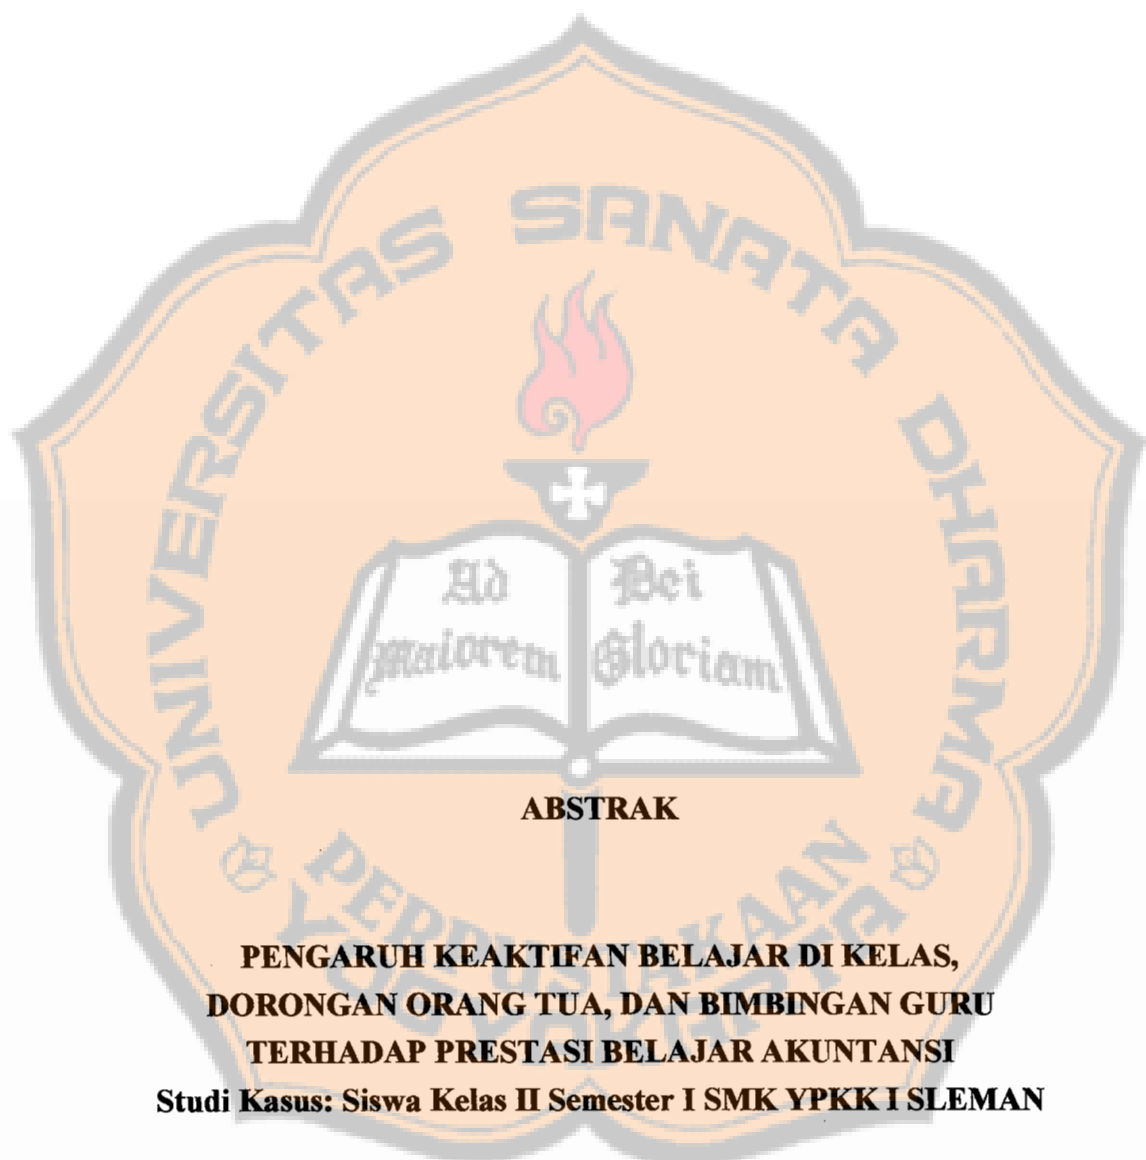 UNIVERSITAS SANATA DHARMA
Ad Dei
Maiorem Gloriam
ABSTRAK
PERPUSTAKAAN
YOGYAKARTA
PENGARUH KEAKTIFAN BELAJAR DI KELAS,
DORONGAN ORANG TUA, DAN BIMBINGAN GURU
TERHADAP PRESTASI BELAJAR AKUNTANSI
Studi Kasus: Siswa Kelas II Semester I SMK YPKK I SLEMAN